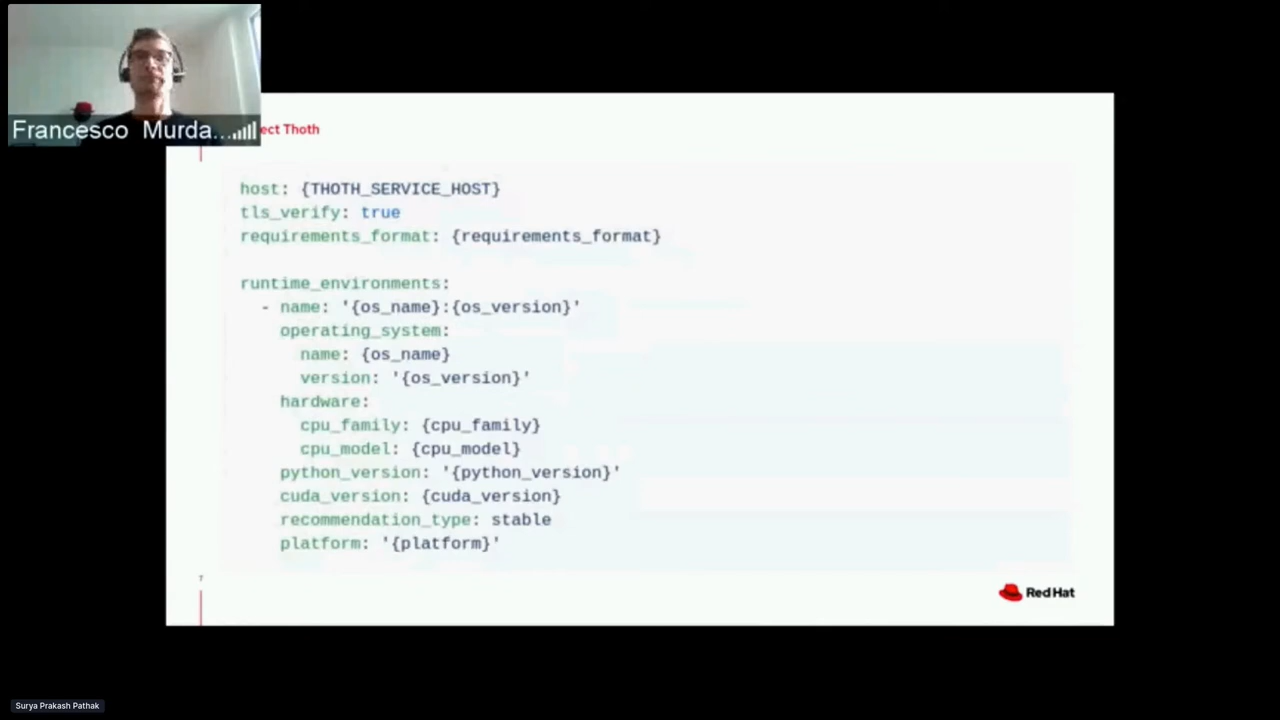 Francesco Murda...
ect Thoth
host: {THOTH_SERVICE_HOST}
tls_verify: true
requirements_format: {requirements_format}
runtime_environments:
- name: '{os_name}:{os_version}'
operating_system:
name: {os_name}
version: '{os_version}'
hardware:
cpu_family: {cpu_family}
cpu_model: {cpu_model}
python_version: '{python_version}'
cuda_version: {cuda_version}
recommendation_type: stable
platform: '{platform}'
7
Red Hat
Surya Prakash Pathak